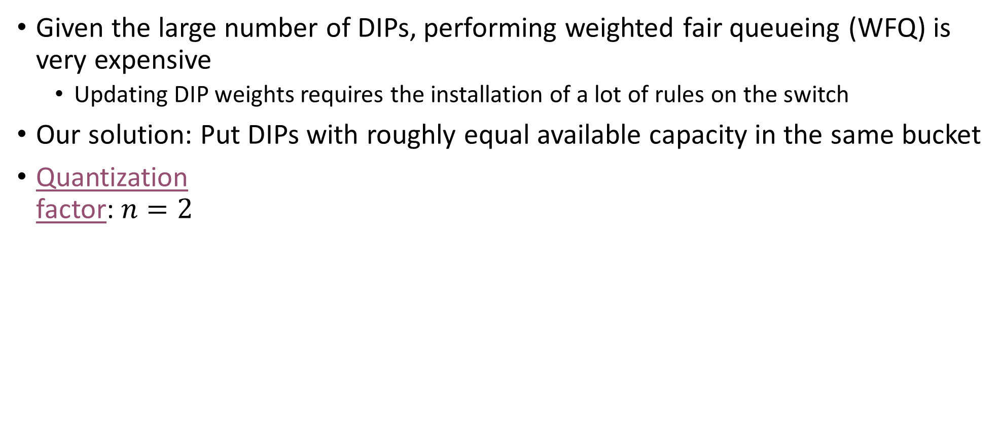 • Given the large number of DIPs, performing weighted fair queueing (WFQ) is
very expensive
• Updating DIP weights requires the installation of a lot of rules on the switch
• Our solution: Put DIPs with roughly equal available capacity in the same bucket
• Quantization
factor: 𝑛 = 2